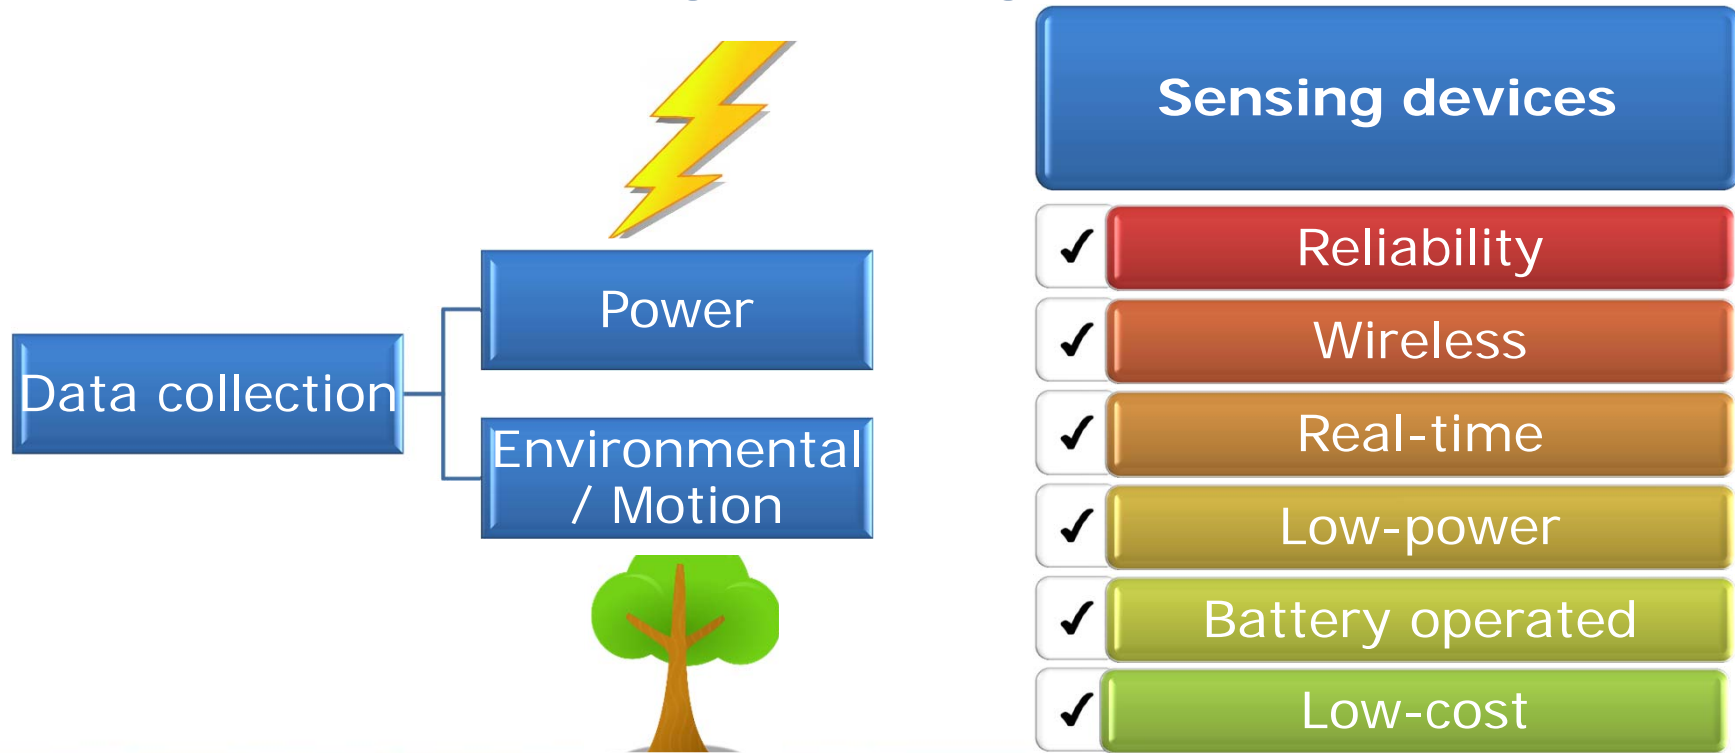 Power
Data collection
Environmental
/ Motion
Sensing devices
✓ Reliability
✓ Wireless
✓ Real-time
✓ Low-power
✓ Battery operated
✓ Low-cost